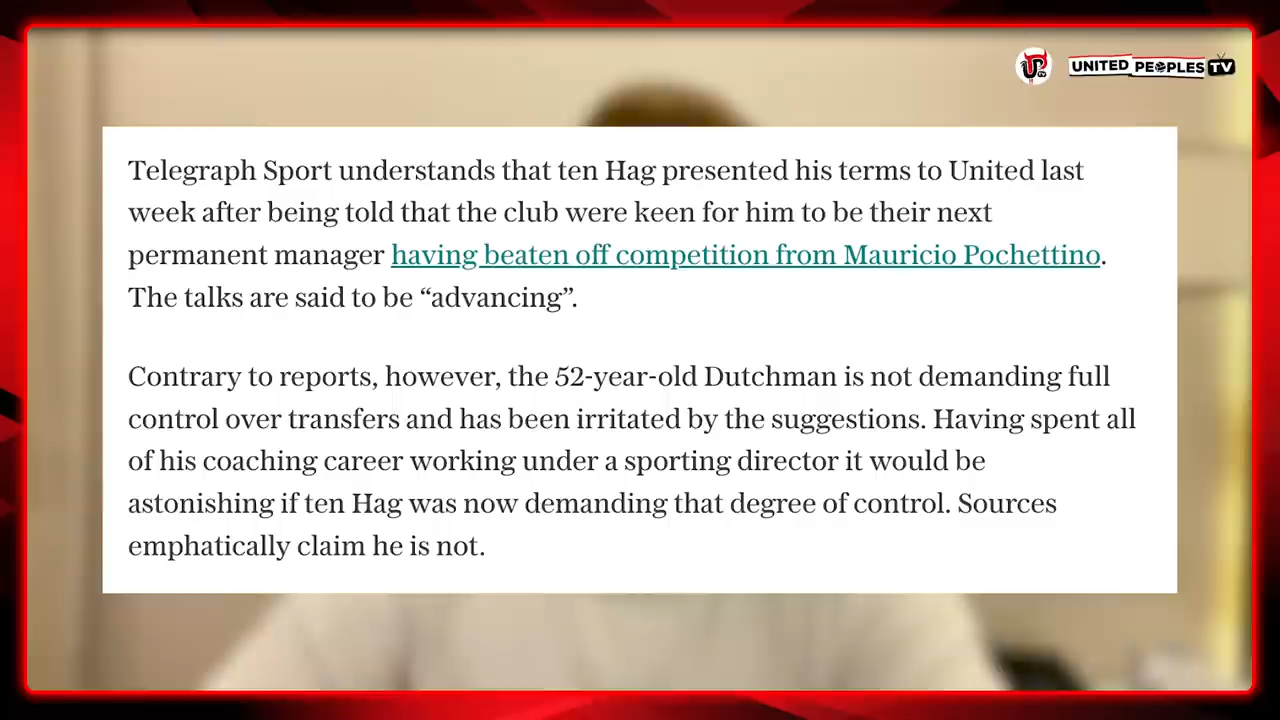 UNITED PEOPLES TV
Telegraph Sport understands that ten Hag presented his terms to United last
week after being told that the club were keen for him to be their next
permanent manager having beaten off competition from Mauricio Pochettino.
The talks are said to be “advancing”.
Contrary to reports, however, the 52-year-old Dutchman is not demanding full
control over transfers and has been irritated by the suggestions. Having spent all
of his coaching career working under a sporting director it would be
astonishing if ten Hag was now demanding that degree of control. Sources
emphatically claim he is not.